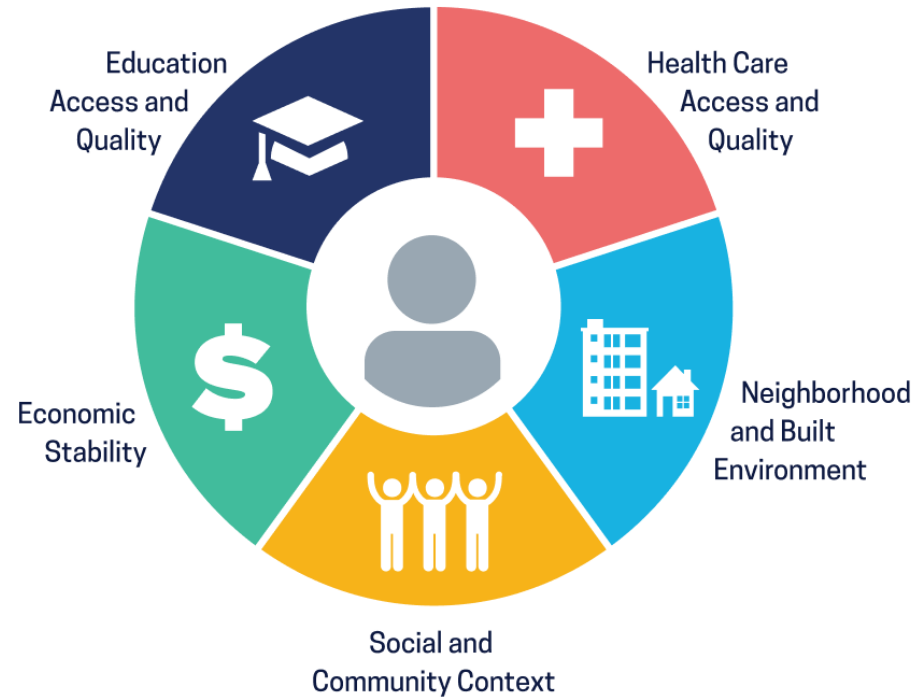 Education
Access and
Quality
Health Care
Access and
Quality
Economic
Stability
Neighborhood
and Built
Environment
Social and
Community Context